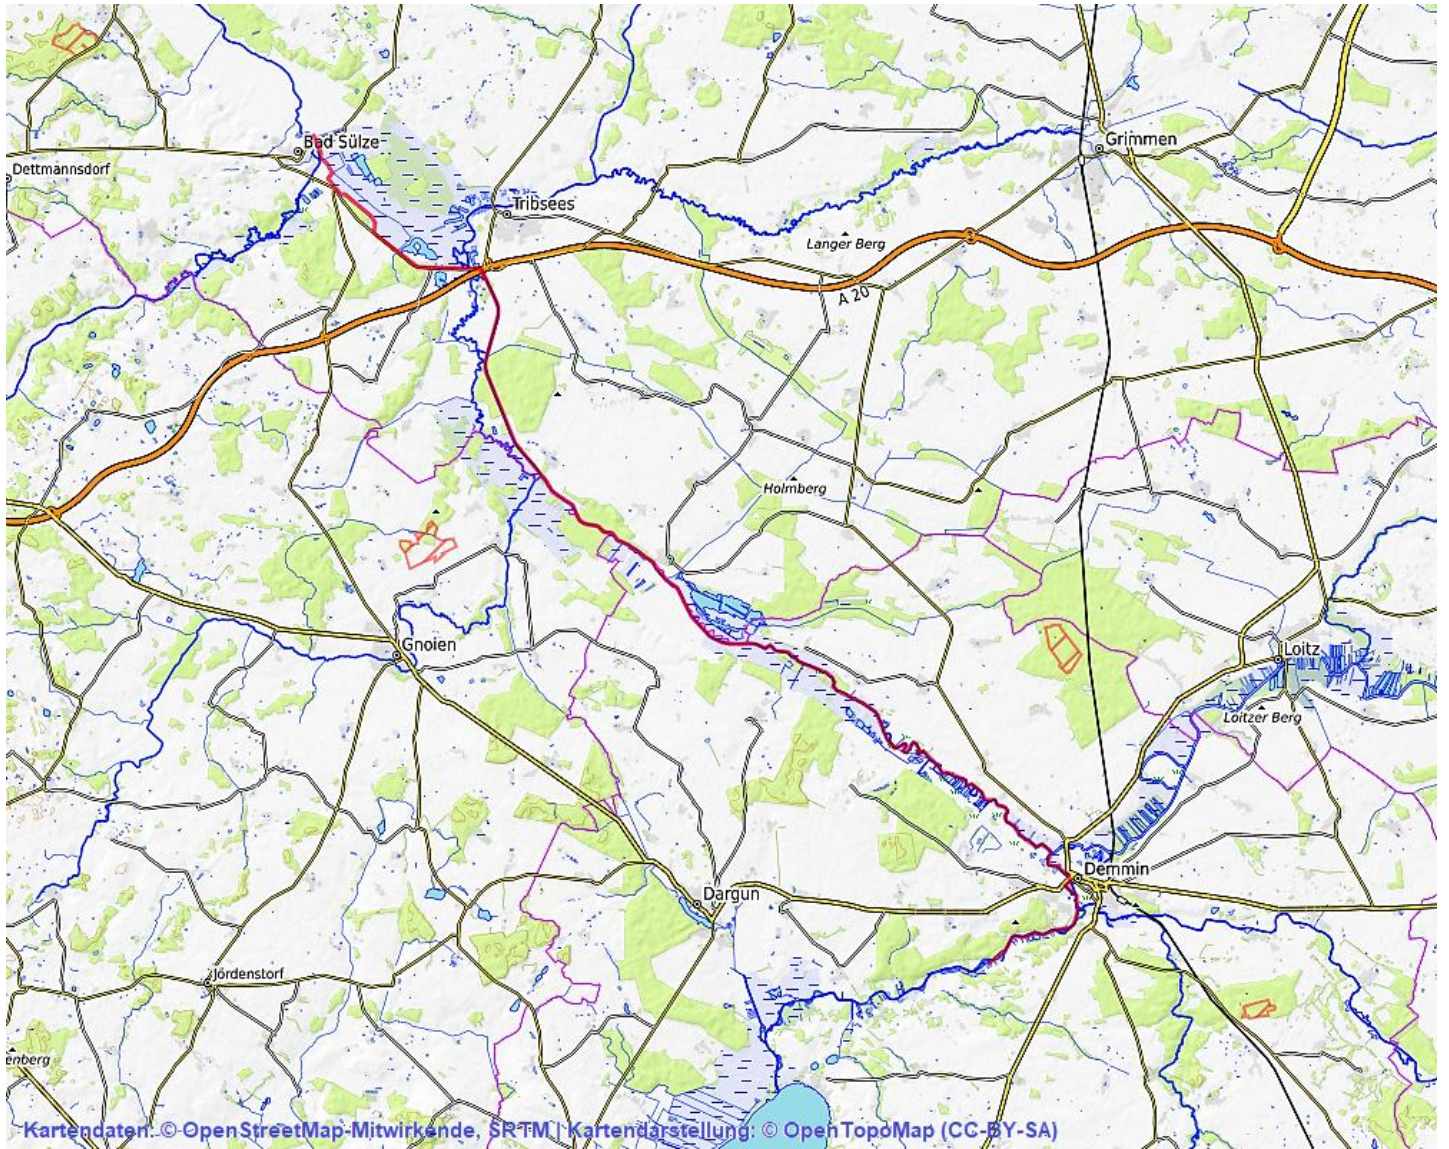 Bad Sülze
Dettmannsdorf
Grimmen
Tribsees
Langer Berg
A 20
Holmberg
Gnoien
Loitz
Loitzer Berg
Demmin
Dargun
Jördenstorf
enberg
Kartendaten: © OpenStreetMap-Mitwirkende, SRTM | Kartendarstellung: © OpenTopoMap (CC-BY-SA)